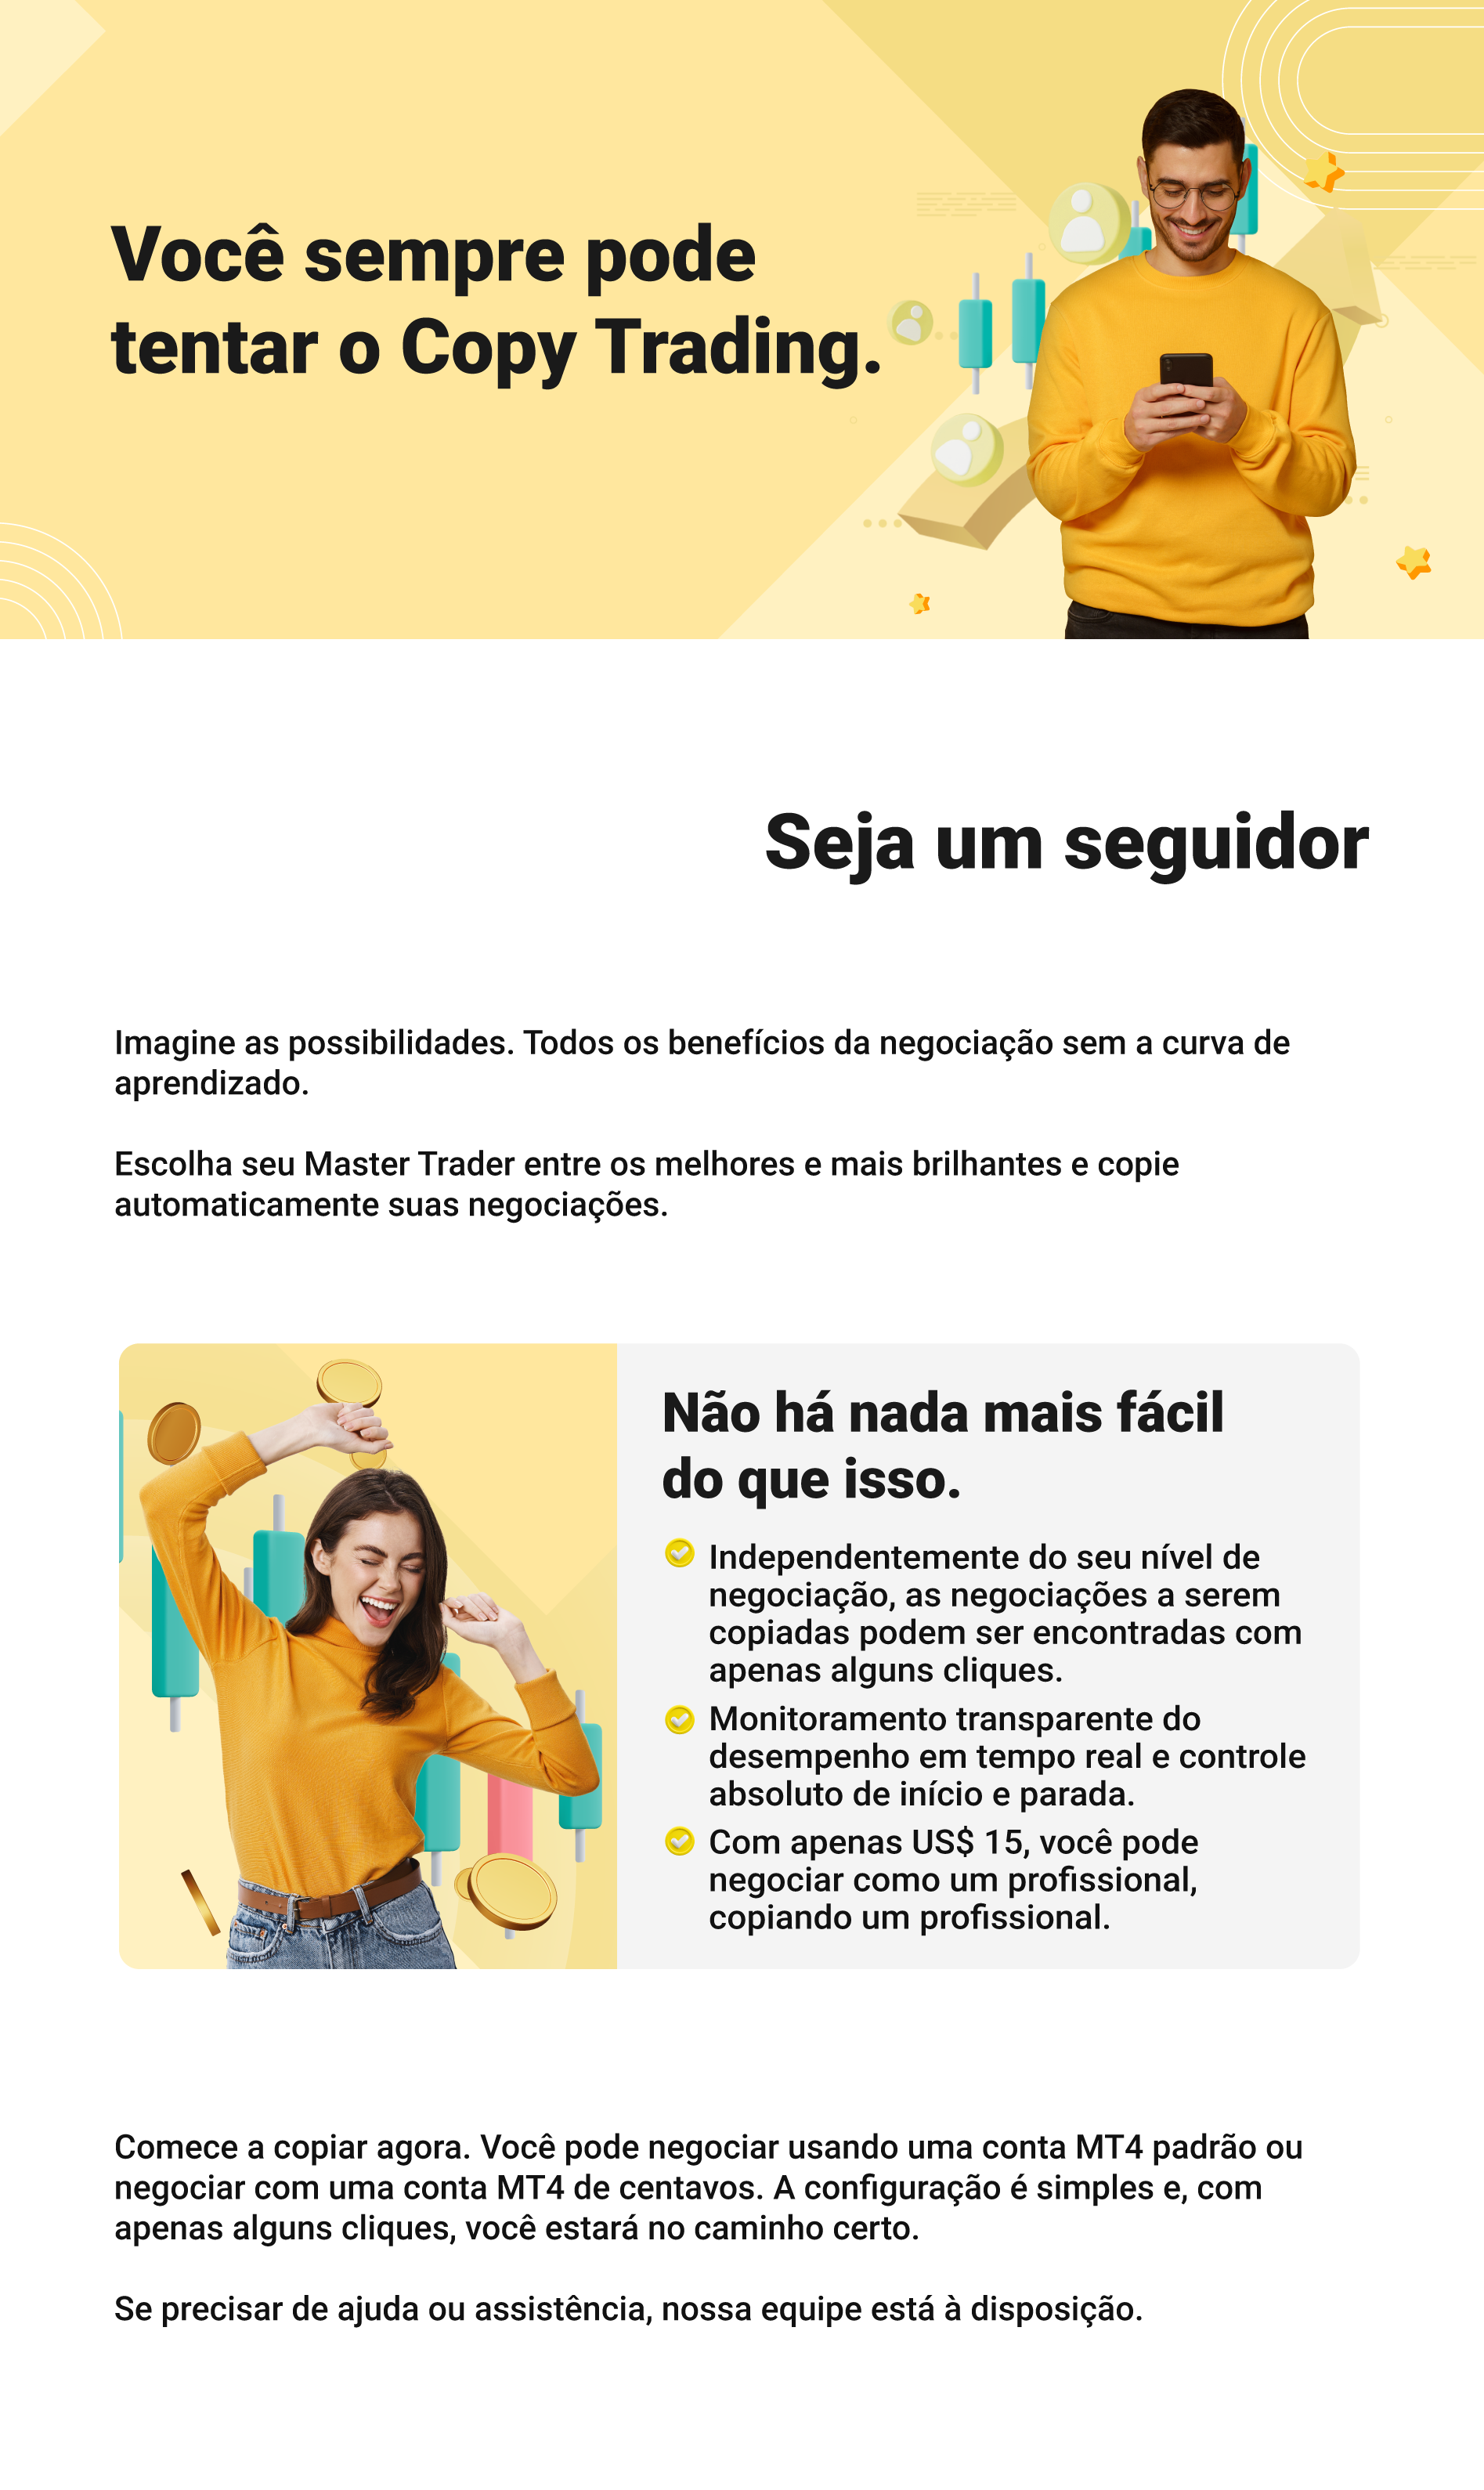 Você sempre pode
tentar o Copy Trading.
Seja um seguidor
Imagine as possibilidades. Todos os benefícios da negociação sem a curva de
aprendizado.
Escolha seu Master Trader entre os melhores e mais brilhantes e copie
automaticamente suas negociações.
Não há nada mais fácil
do que isso.
Independentemente do seu nível de
negociação, as negociações a serem
copiadas podem ser encontradas com
apenas alguns cliques.
Monitoramento transparente do
desempenho em tempo real e controle
absoluto de início e parada.
Com apenas US$ 15, você pode
negociar como um profissional,
copiando um profissional.
Comece a copiar agora. Você pode negociar usando uma conta MT4 padrão ou
negociar com uma conta MT4 de centavos. A configuração é simples e, com
apenas alguns cliques, você estará no caminho certo.
Se precisar de ajuda ou assistência, nossa equipe está à disposição.